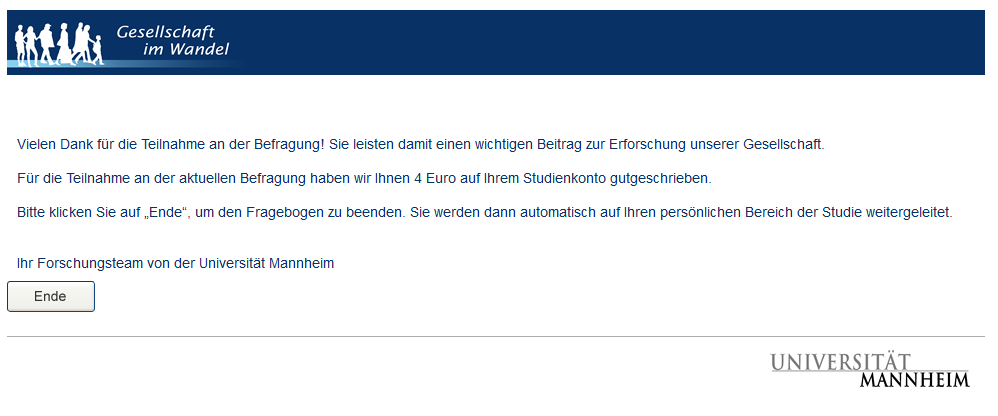 Gesellschaft
im Wandel
Vielen Dank für die Teilnahme an der Befragung! Sie leisten damit einen wichtigen Beitrag zur Erforschung unserer Gesellschaft.
Für die Teilnahme an der aktuellen Befragung haben wir Ihnen 4 Euro auf Ihrem Studienkonto gutgeschrieben.
Bitte klicken Sie auf „Ende“, um den Fragebogen zu beenden. Sie werden dann automatisch auf Ihren persönlichen Bereich der Studie weitergeleitet.
Ihr Forschungsteam von der Universität Mannheim
Ende
UNIVERSITÄT
MANNHEIM